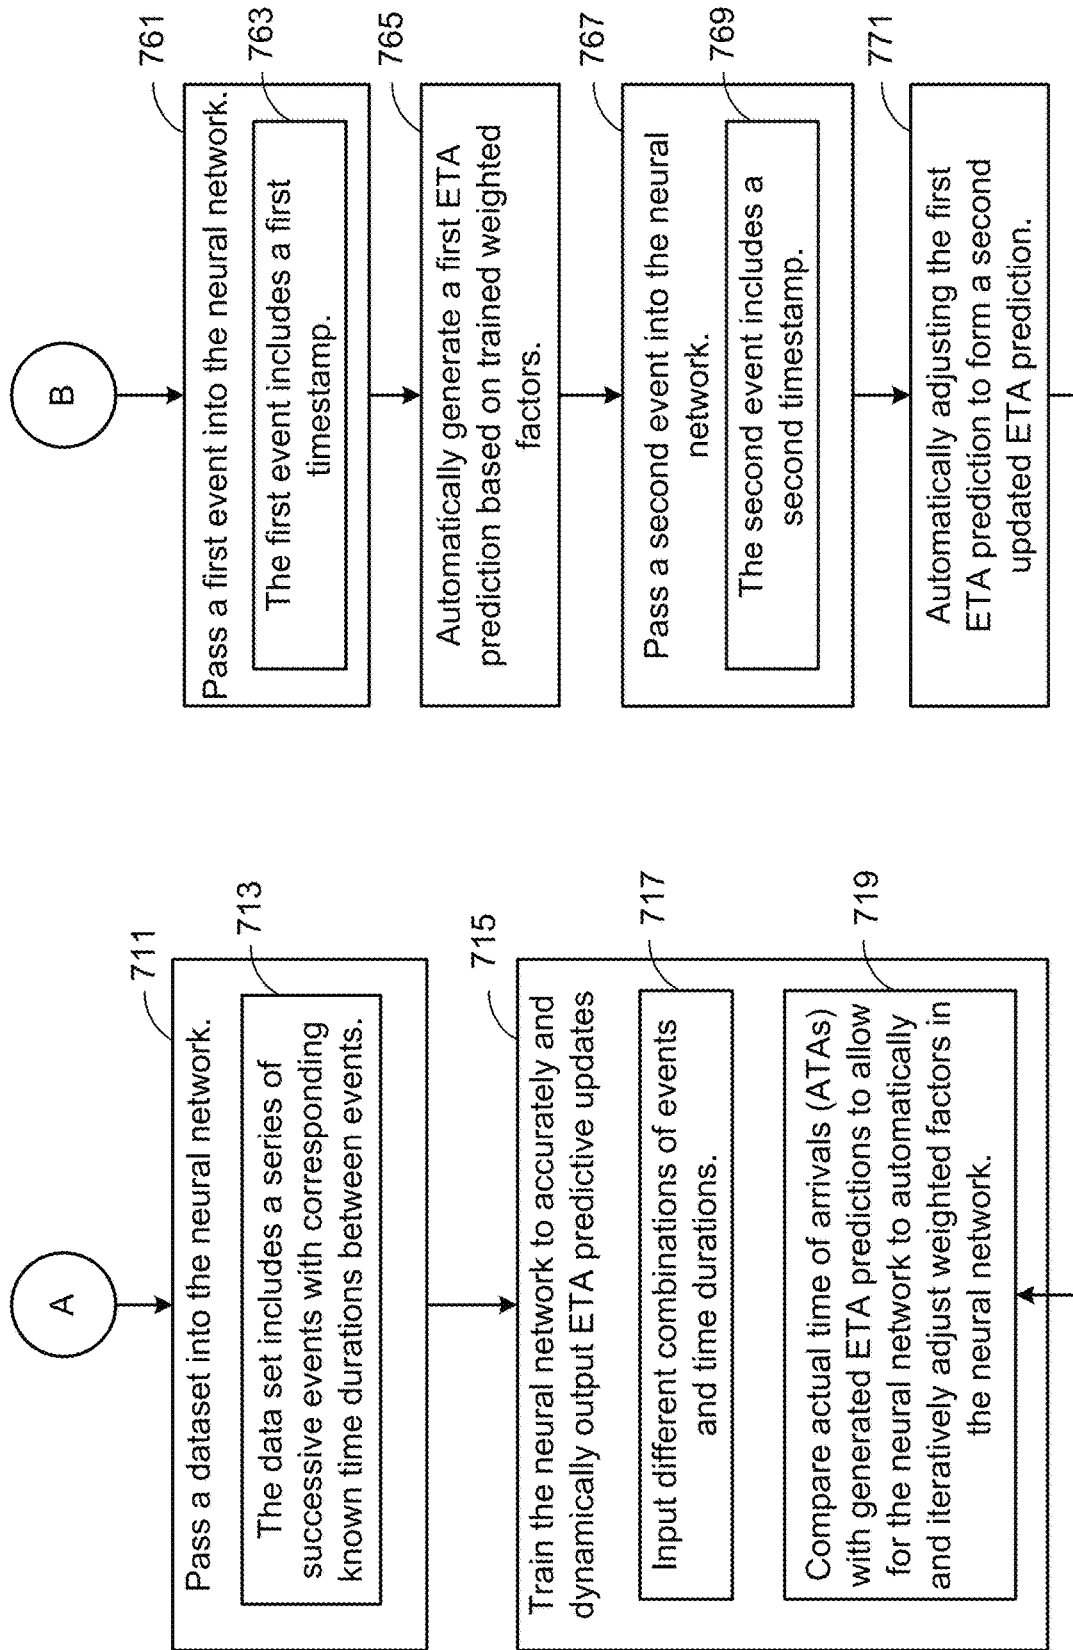 A
711
Pass a dataset into the neural network.
713
The data set includes a series of
successive events with corresponding
known time durations between events.
715
Train the neural network to accurately and
dynamically output ETA predictive updates
717
Input different combinations of events
and time durations.
719
Compare actual time of arrivals (ATAs)
with generated ETA predictions to allow
for the neural network to automatically
and iteratively adjust weighted factors in
the neural network.
B
761
Pass a first event into the neural network.
763
The first event includes a first
timestamp.
765
Automatically generate a first ETA
prediction based on trained weighted
factors.
767
Pass a second event into the neural
network.
769
The second event includes a
second timestamp.
771
Automatically adjusting the first
ETA prediction to form a second
updated ETA prediction.